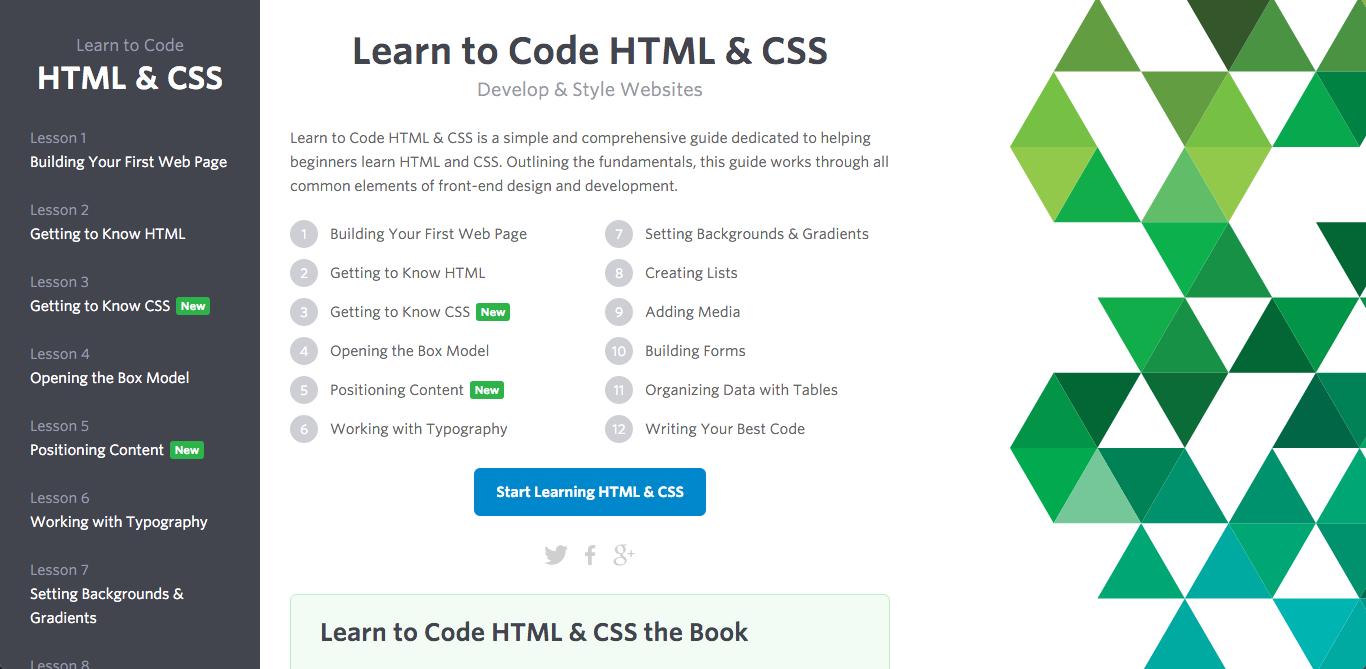 Learn to Code
HTML & CSS
Lesson 1
Building Your First Web Page
Lesson 2
Getting to Know HTML
Lesson 3
Getting to Know CSS New
Lesson 4
Opening the Box Model
Lesson 5
Positioning Content New
Lesson 6
Working with Typography
Lesson 7
Setting Backgrounds &
Gradients
Lesson 8
Learn to Code HTML & CSS
Develop & Style Websites
Learn to Code HTML & CSS is a simple and comprehensive guide dedicated to helping
beginners learn HTML and CSS. Outlining the fundamentals, this guide works through all
common elements of front-end design and development.
1 Building Your First Web Page
2 Getting to Know HTML
3 Getting to Know CSS New
4 Opening the Box Model
5 Positioning Content New
6 Working with Typography
7 Setting Backgrounds & Gradients
8 Creating Lists
9 Adding Media
10 Building Forms
11 Organizing Data with Tables
12 Writing Your Best Code
Start Learning HTML & CSS
Learn to Code HTML & CSS the Book